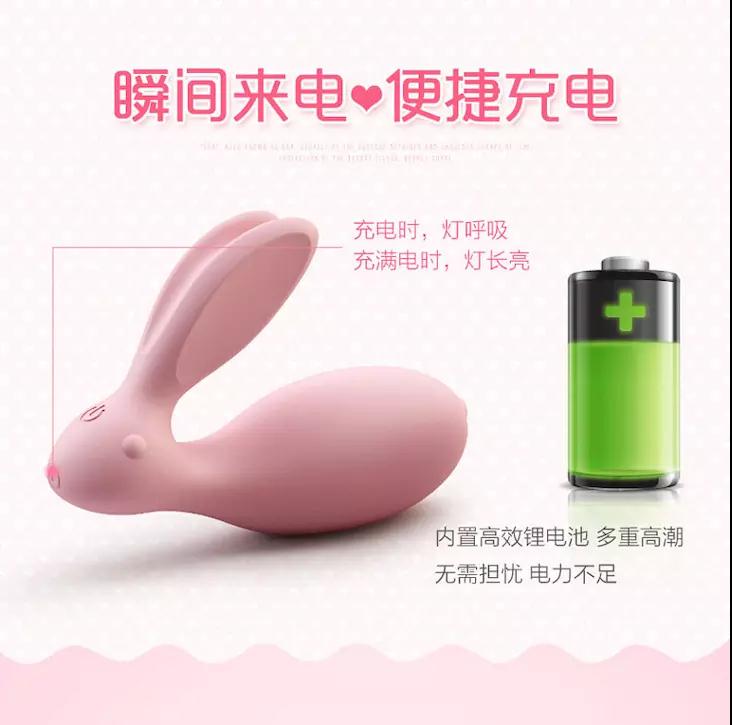 瞬间来电❤便捷充电
充电时，灯呼吸
充满电时，灯长亮
内置高效锂电池 多重高潮
无需担忧 电力不足